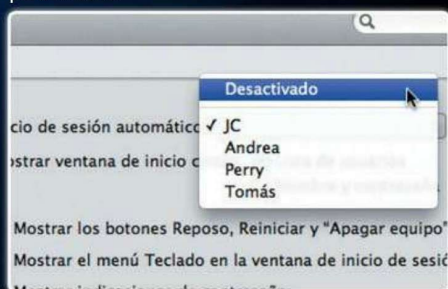 Desactivado
cio de sesión automático ✓ JC
Andrea
strar ventana de inicio
Perry
Tomás
Mostrar los botones Reposo, Reiniciar y “Apagar equipo”
Mostrar el menú Teclado en la ventana de inicio de sesió